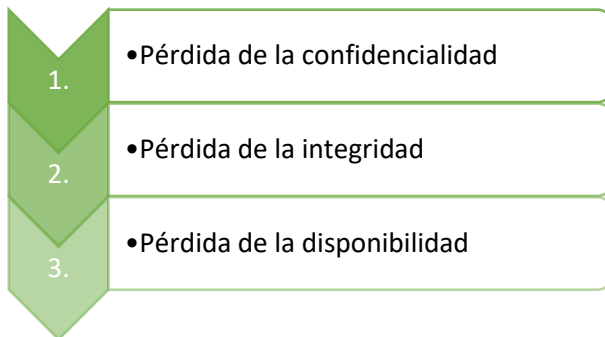 1.
•Pérdida de la confidencialidad
2.
•Pérdida de la integridad
3.
•Pérdida de la disponibilidad